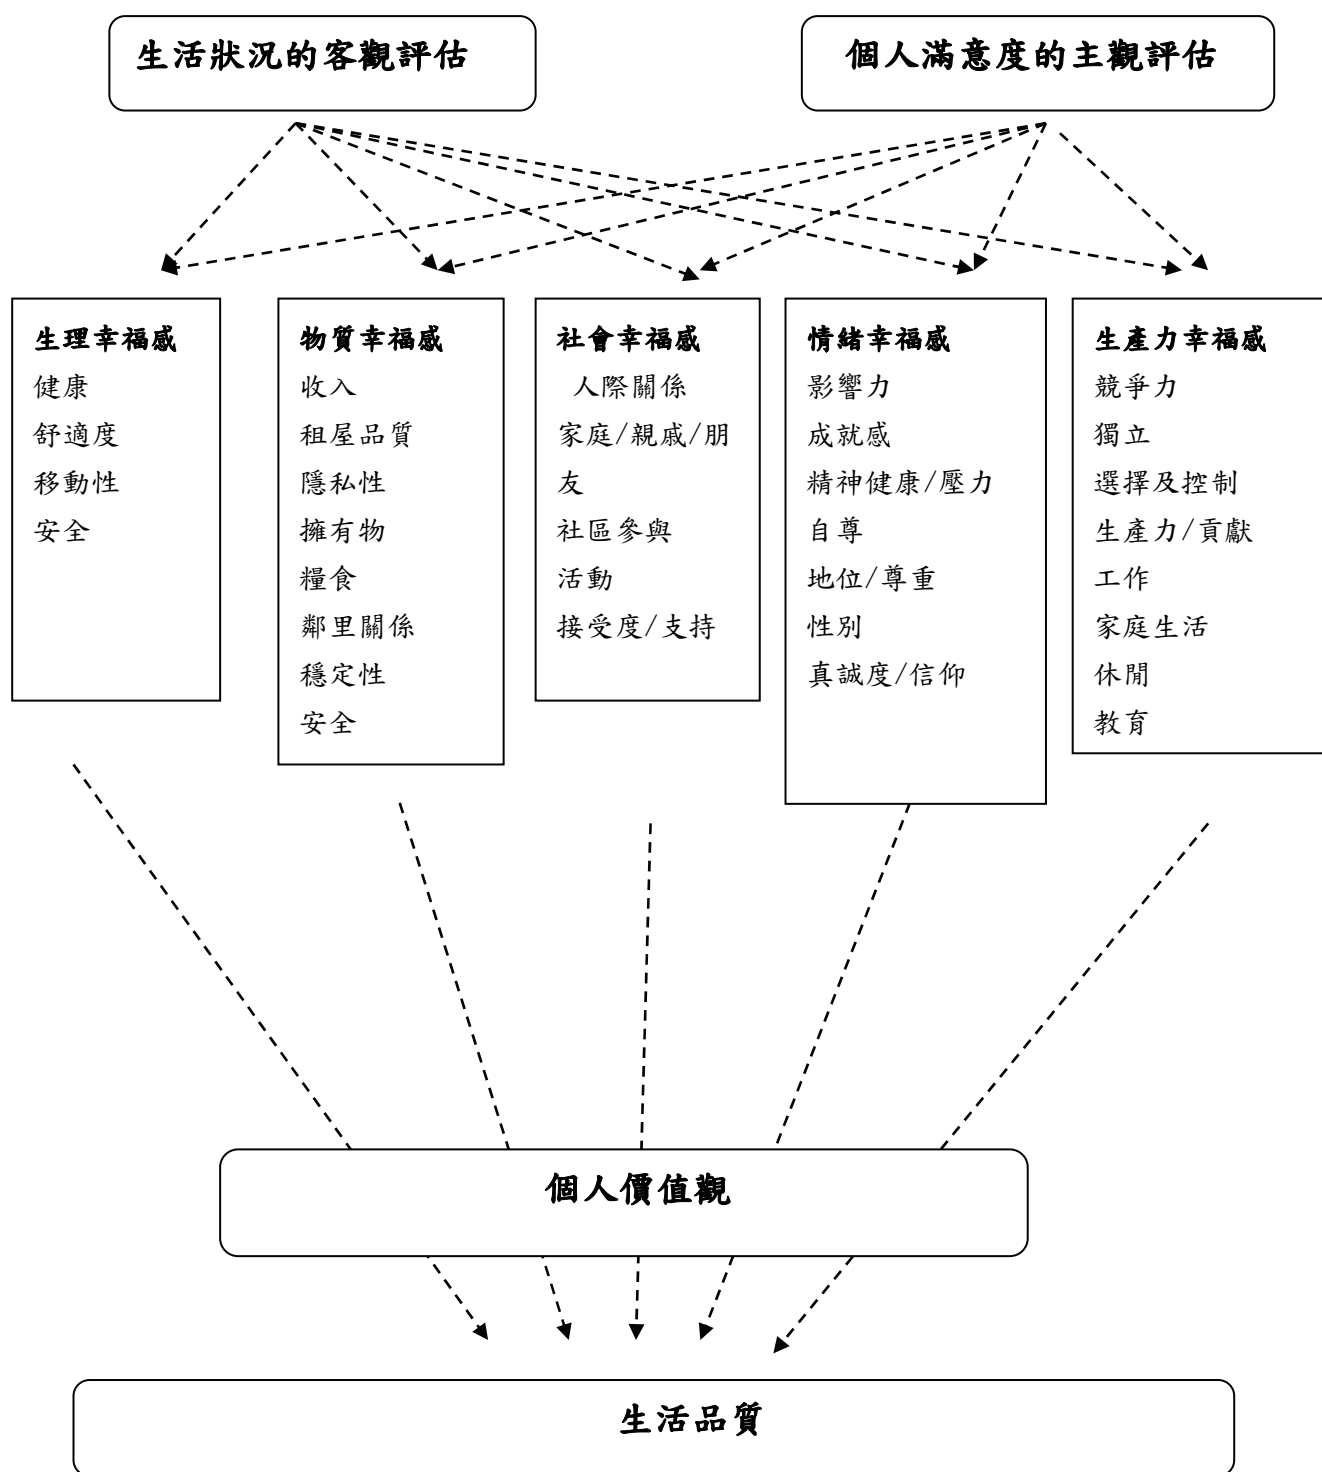 生活狀況的客觀評估
個人滿意度的主觀評估
生理幸福感
健康
舒適度
移動性
安全
物質幸福感
收入
租屋品質
隱私性
擁有物
糧食
鄰里關係
穩定性
安全
社會幸福感
人際關係
家庭/親戚/朋
友
社區參與
活動
接受度/支持
情緒幸福感
影響力
成就感
精神健康/壓力
自尊
地位/尊重
性別
真誠度/信仰
生產力幸福感
競爭力
獨立
選擇及控制
生產力/貢獻
工作
家庭生活
休閒
教育
個人價值觀
生活品質